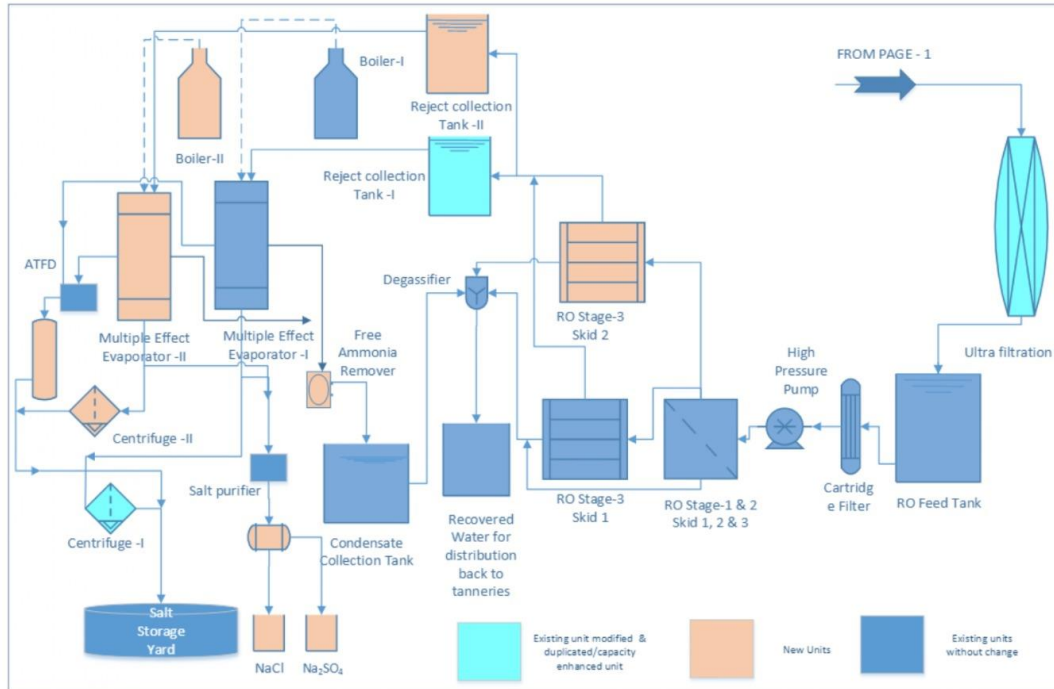 FROM PAGE - 1
Boiler-I
Reject collection
Tank -II
Boiler-II
Reject collection
Tank -I
ATFD
Degassifier
RO Stage-3
Skid 2
Ultra filtration
Multiple Effect
Evaporator -II
Multiple Effect
Evaporator -I
Free
Ammonia
Remover
High
Pressure
Pump
Centrifuge -II
Salt purifier
Centrifuge -I
Condensate
Collection Tank
Recovered
Water for
distribution
back to
tanneries
RO Stage-3
Skid 1
RO Stage-1 & 2
Skid 1, 2 & 3
Cartridg
e Filter
RO Feed Tank
Salt
Storage
Yard
NaCl
Na₂SO₄
Existing unit modified &
duplicated/capacity
enhanced unit
New Units
Existing units
without change